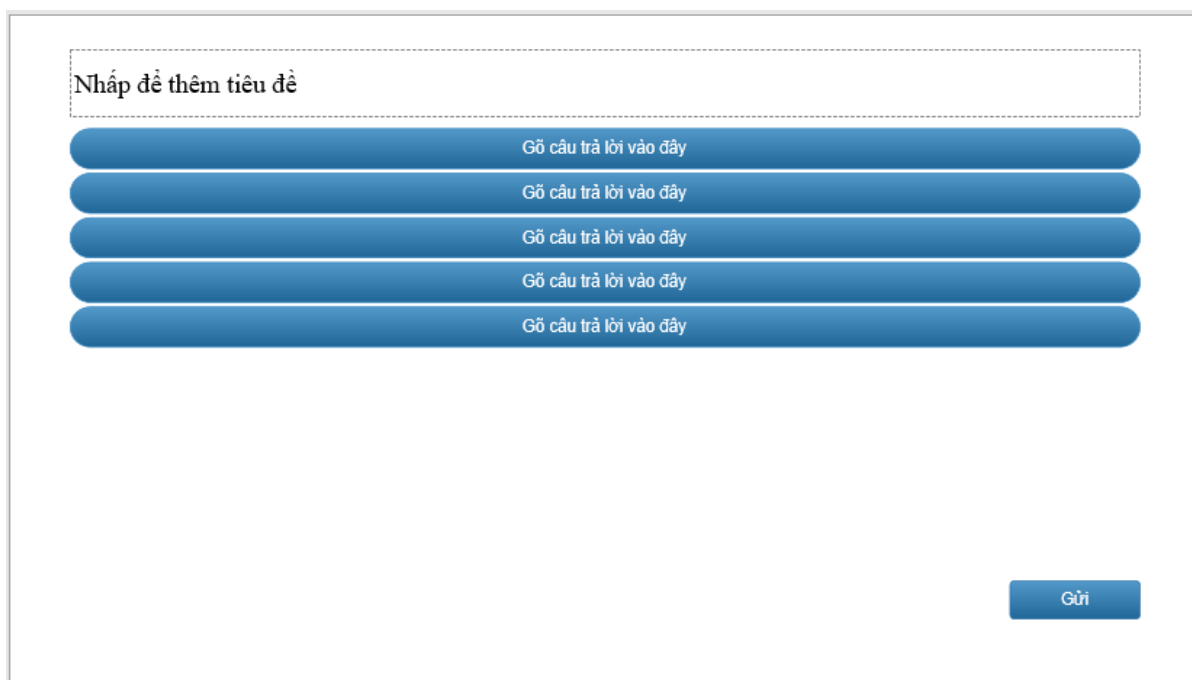 Nhấp để thêm tiêu đề
Gõ câu trả lời vào đây
Gõ câu trả lời vào đây
Gõ câu trả lời vào đây
Gõ câu trả lời vào đây
Gõ câu trả lời vào đây
Gửi